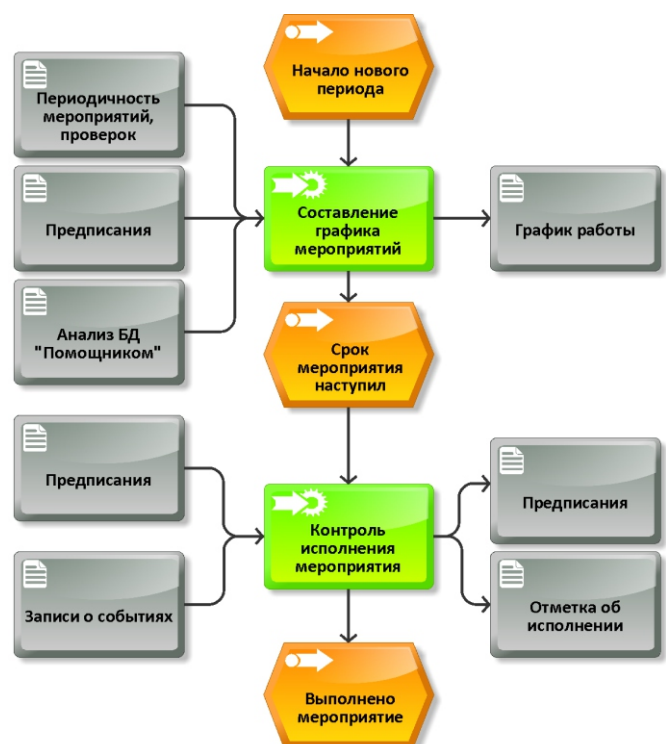 Начало нового
периода
Периодичность
мероприятий,
проверок
Предписания
Составление
графика
мероприятий
График работы
Анализ БД
"Помощником"
Срок
мероприятия
наступил
Предписания
Предписания
Контроль
исполнения
мероприятия
Записи о событиях
Отметка об
исполнении
Выполнено
мероприятие